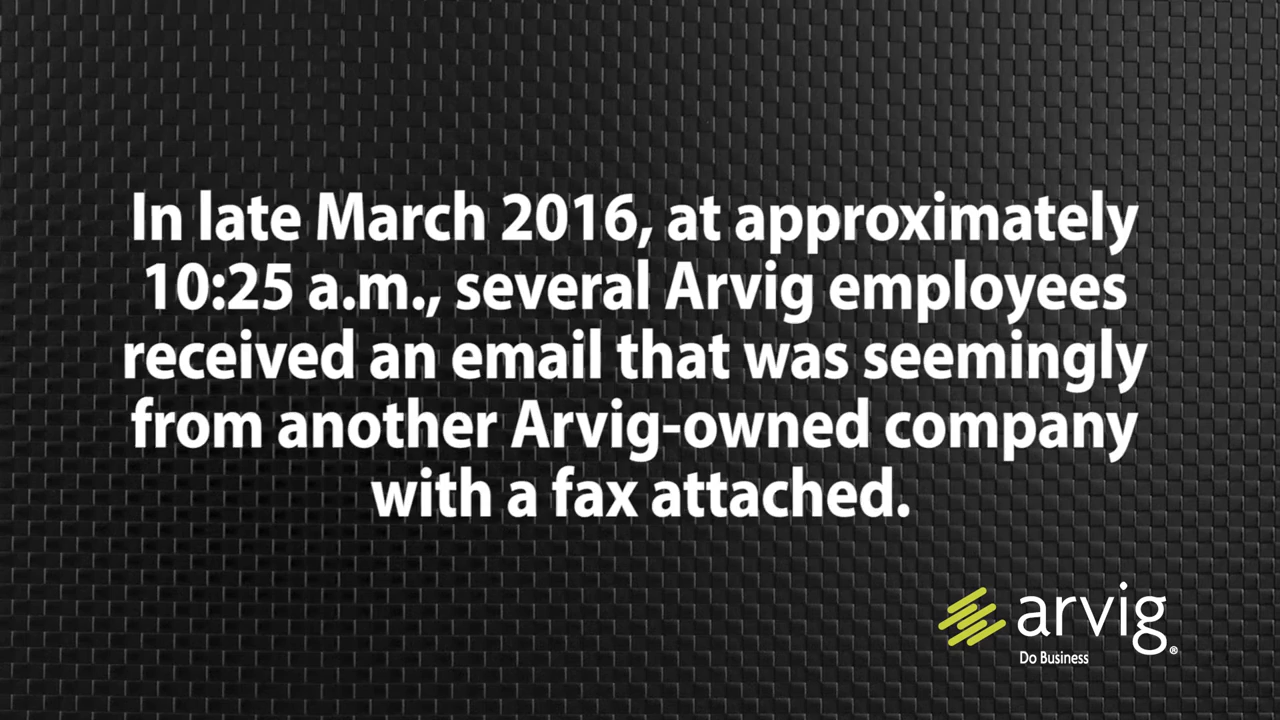 In late March 2016, at approximately
10:25 a.m., several Arvig employees
received an email that was seemingly
from another Arvig-owned company
with a fax attached.
arvig®
Do Business